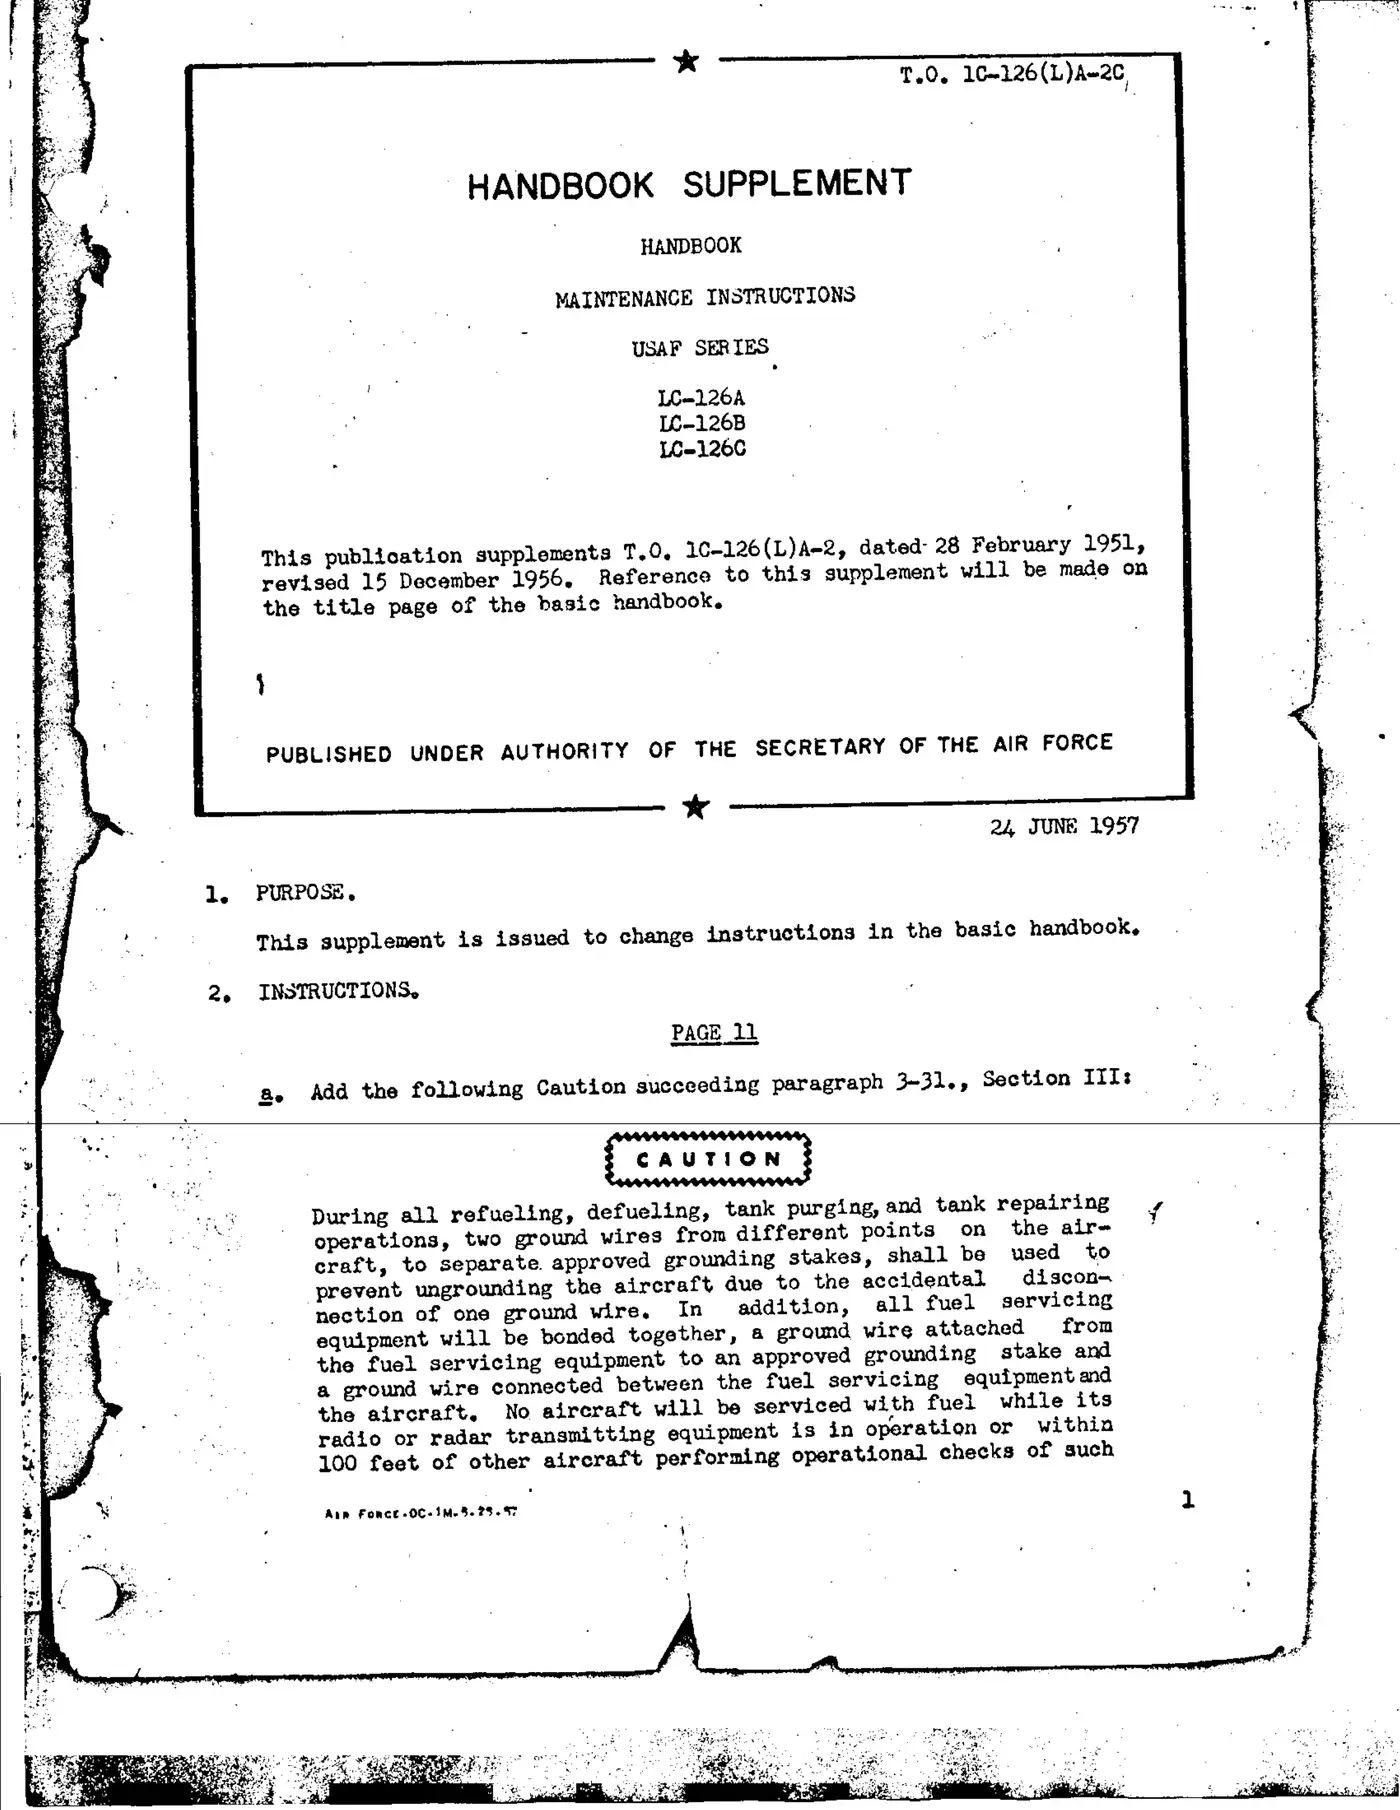 T.O. 1C-126(L)A-2C
HANDBOOK SUPPLEMENT
HANDBOOK
MAINTENANCE INSTRUCTIONS
USAF SERIES
LC-126A
LC-126B
LC-126C
This publication supplements T.O. 1C-126(L)A-2, dated 28 February 1951,
revised 15 December 1956. Reference to this supplement will be made on
the title page of the basic handbook.
PUBLISHED UNDER AUTHORITY OF THE SECRETARY OF THE AIR FORCE
24 JUNE 1957
1. PURPOSE.
This supplement is issued to change instructions in the basic handbook.
2. INSTRUCTIONS.
PAGE 11
a. Add the following Caution succeeding paragraph 3-31., Section III:
CAUTION
During all refueling, defueling, tank purging, and tank repairing
operations, two ground wires from different points on the air-
craft, to separate approved grounding stakes, shall be used to
prevent ungrounding the aircraft due to the accidental discon-
nection of one ground wire. In addition, all fuel servicing
equipment will be bonded together, a ground wire attached from
the fuel servicing equipment to an approved grounding stake and
a ground wire connected between the fuel servicing equipment and
the aircraft. No aircraft will be serviced with fuel while its
radio or radar transmitting equipment is in operation or within
100 feet of other aircraft performing operational checks of such
AIR FORCE-OC-1M-
1